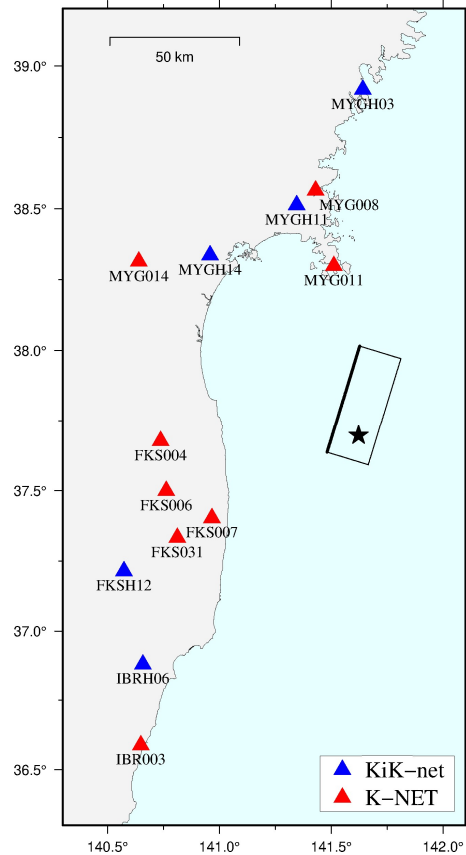 39.0°
50 km
MYGH03
38.5°
MYG008
MYGH11
MYGH14
MYG014
MYG011
38.0°
FKS004
37.5°
FKS006
FKS007
FKS031
FKSH12
37.0°
IBRH06
IBR003
36.5°
KiK-net
K-NET
140.5° 141.0° 141.5° 142.0°